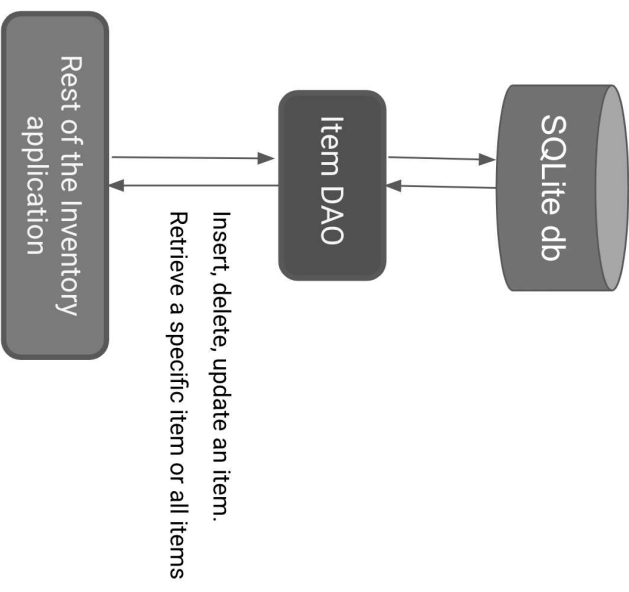 SQLite db
Item DAO
Insert, delete, update an item.
Retrieve a specific item or all items
Rest of the Inventory
application